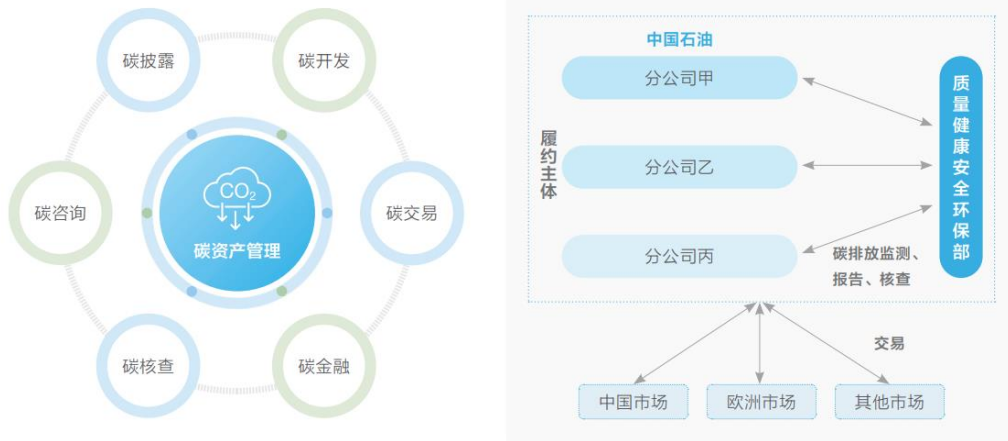 碳披露
碳开发
碳咨询
CO₂
碳资产管理
碳交易
碳核查
碳金融
中国石油
分公司甲
分公司乙
分公司丙
履约主体
质量健康安全环保部
碳排放监测、
报告、核查
交易
中国市场
欧洲市场
其他市场